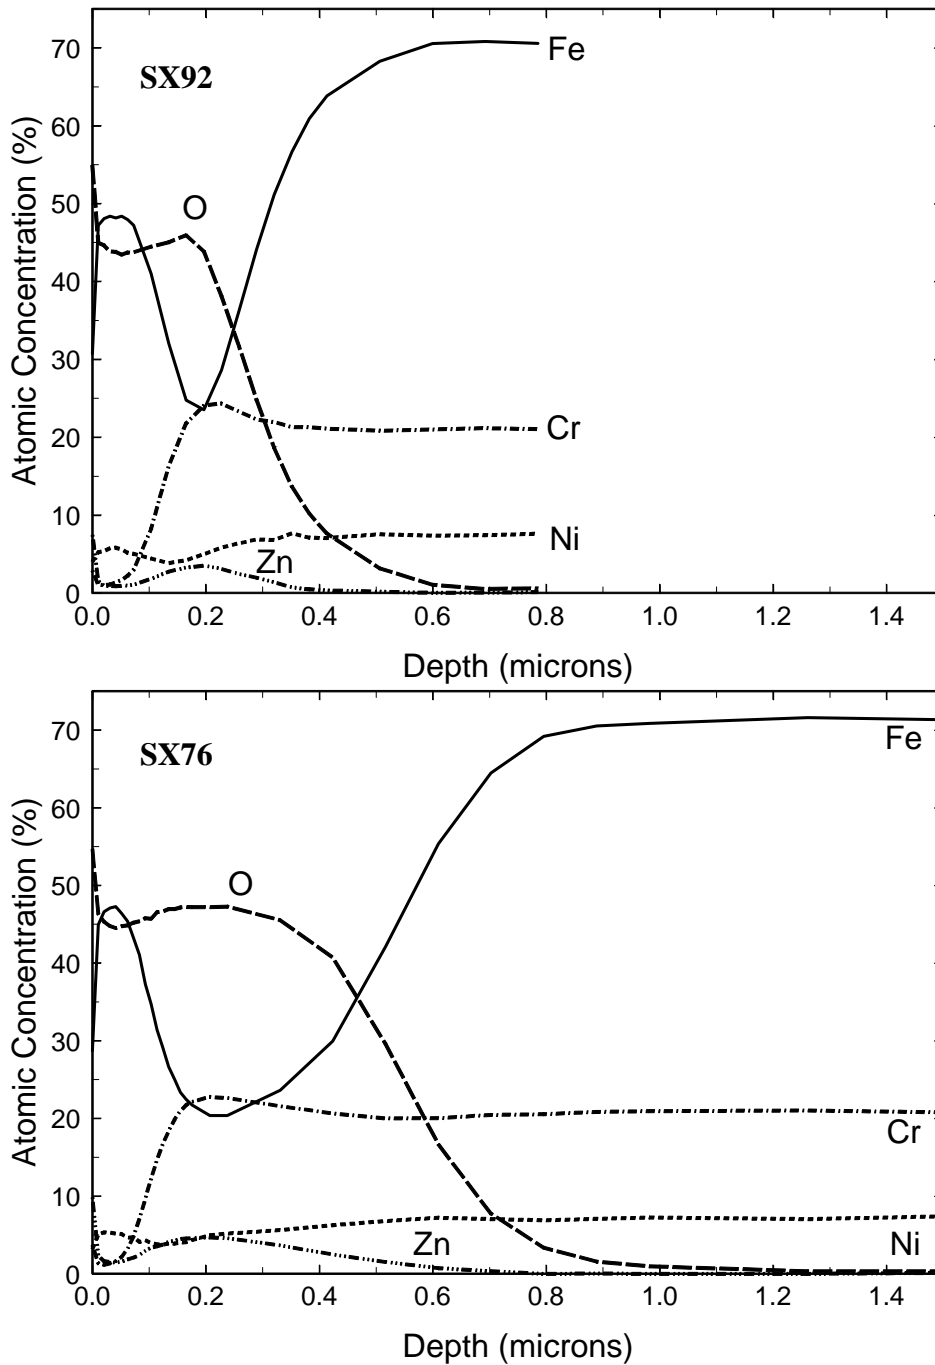 70
Fe
SX92
60
50
O
40
30
Cr
20
10
Ni
Zn
0
0.0 0.2 0.4 0.6 0.8 1.0 1.2 1.4
Atomic Concentration (%)
Depth (microns)
70
Fe
SX76
60
50
O
40
30
20
Cr
10
Zn
Ni
0
0.0 0.2 0.4 0.6 0.8 1.0 1.2 1.4
Atomic Concentration (%)
Depth (microns)